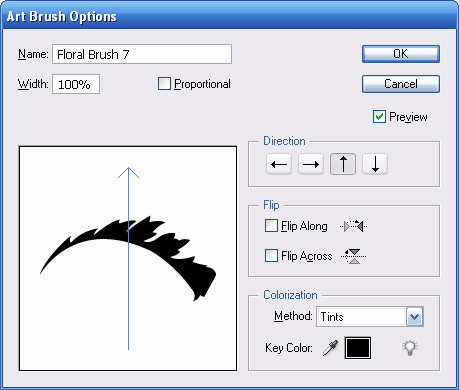 Art Brush Options
Name: Floral Brush 7
OK
Width: 100%
Proportional
Cancel
Preview
Direction
Flip
Flip Along
Flip Across
Colorization
Method: Tints
Key Color: